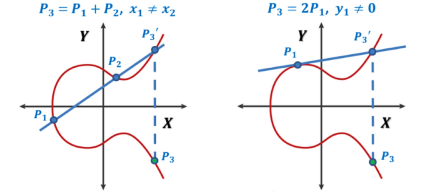 P₃ = P₁ + P₂, x₁ ≠ x₂
Y
P₃′
P₂
P₁
X
P₃
P₃ = 2P₁, y₁ ≠ 0
Y
P₃′
P₁
X
P₃